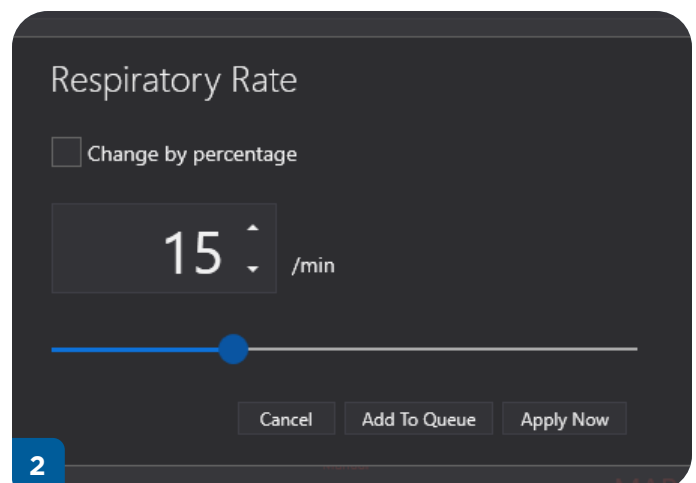 Respiratory Rate
Change by percentage
15 /min
Cancel Add To Queue Apply Now
2